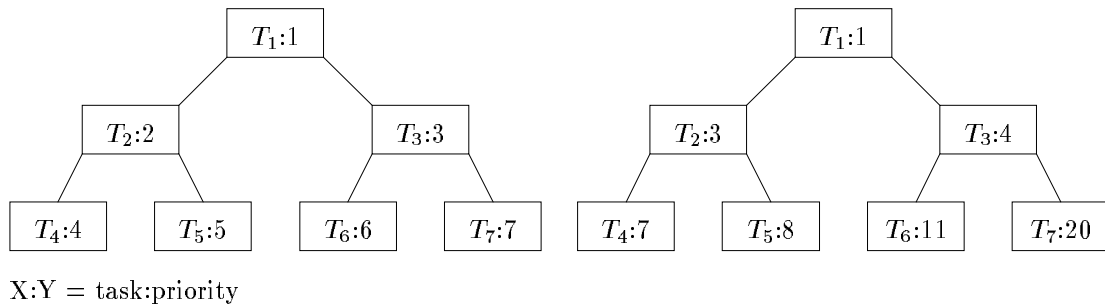 T₁:1 T₁:1
T₂:2 T₃:3 T₂:3 T₃:4
T₄:4 T₅:5 T₆:6 T₇:7 T₄:7 T₅:8 T₆:11 T₇:20
X:Y = task:priority